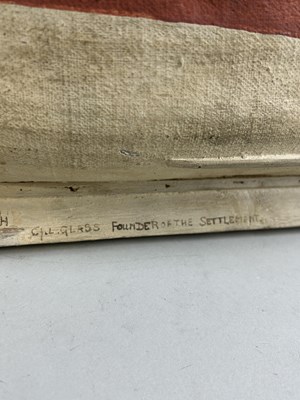 H C.J.L. GLASS FOUNDER OF THE SETTLEMENT.